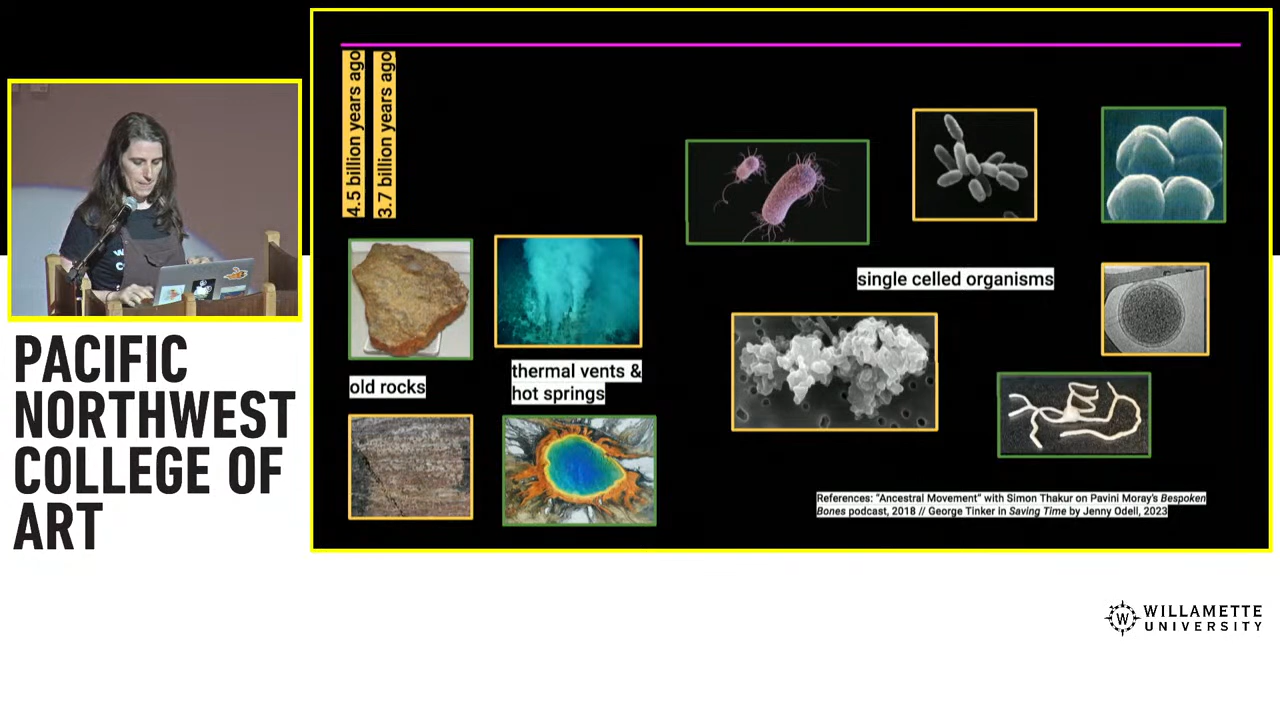 4.5 billion years ago
3.7 billion years ago
single celled organisms
thermal vents &
hot springs
old rocks
References: “Ancestral Movement” with Simon Thakur on Pavini Moray's Bespoken
Bones podcast, 2018 // George Tinker in Saving Time by Jenny Odell, 2023
PACIFIC
NORTHWEST
COLLEGE OF
ART
WILLAMETTE
UNIVERSITY